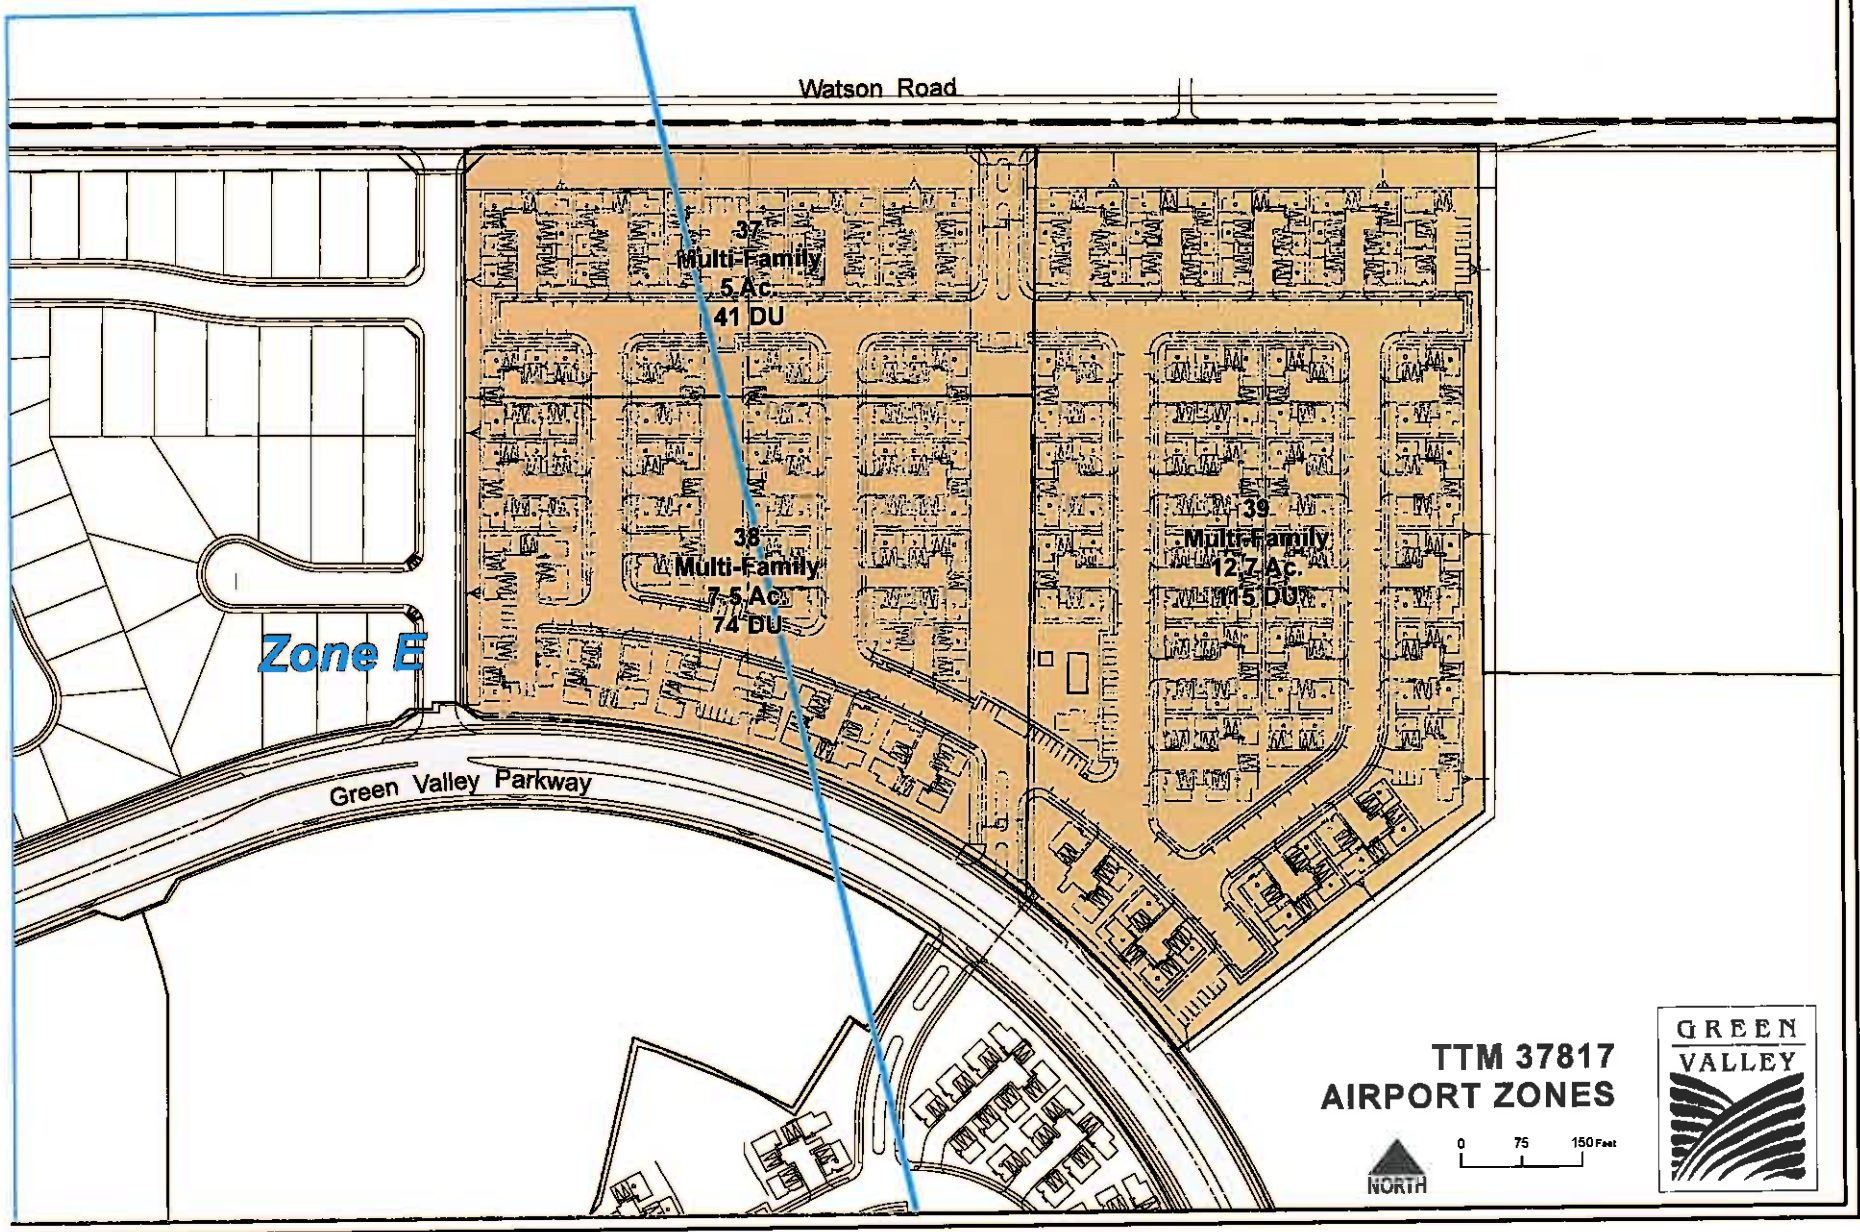 Watson Road
37
Multi-Family
5 Ac.
41 DU
38
Multi-Family
7.5 Ac.
74 DU
39
Multi-Family
12.7 Ac.
115 DU
Zone E
Green Valley Parkway
TTM 37817
AIRPORT ZONES
0 75 150 Feet
NORTH
GREEN
VALLEY